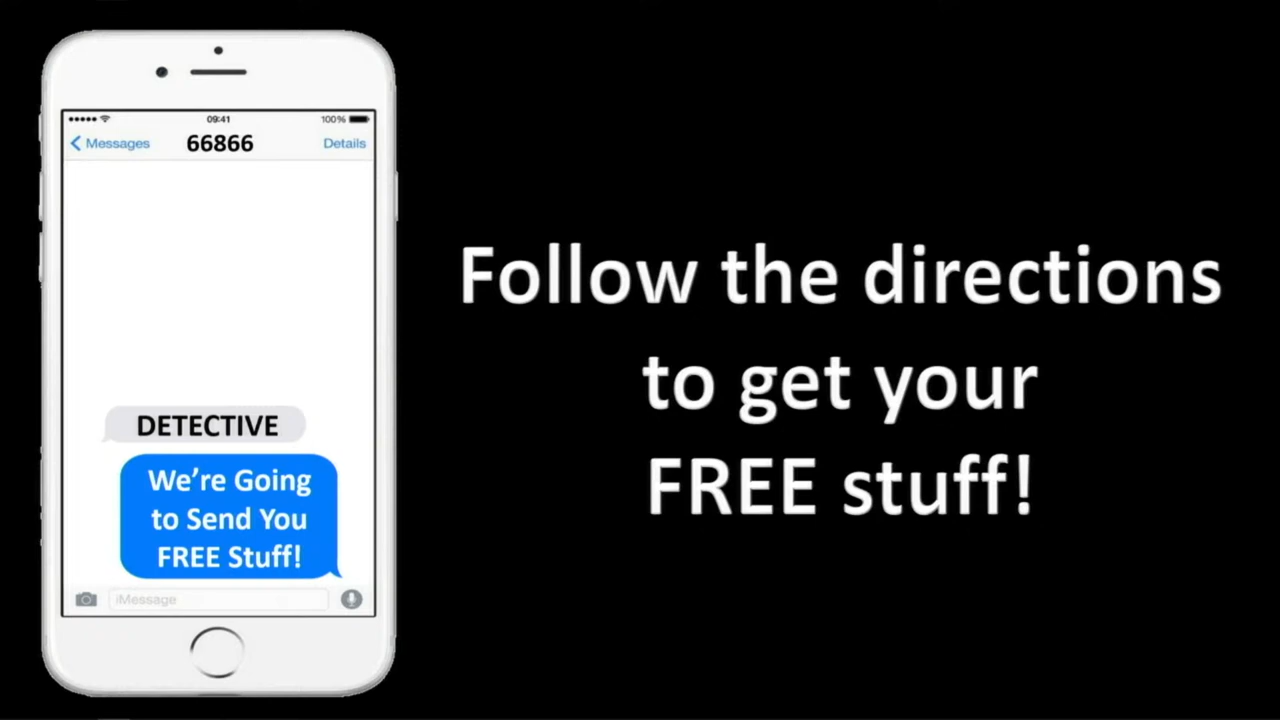 09:41
100%
Messages
66866
Details
DETECTIVE
We're Going
to Send You
FREE Stuff!
iMessage
Follow the directions
to get your
FREE stuff!